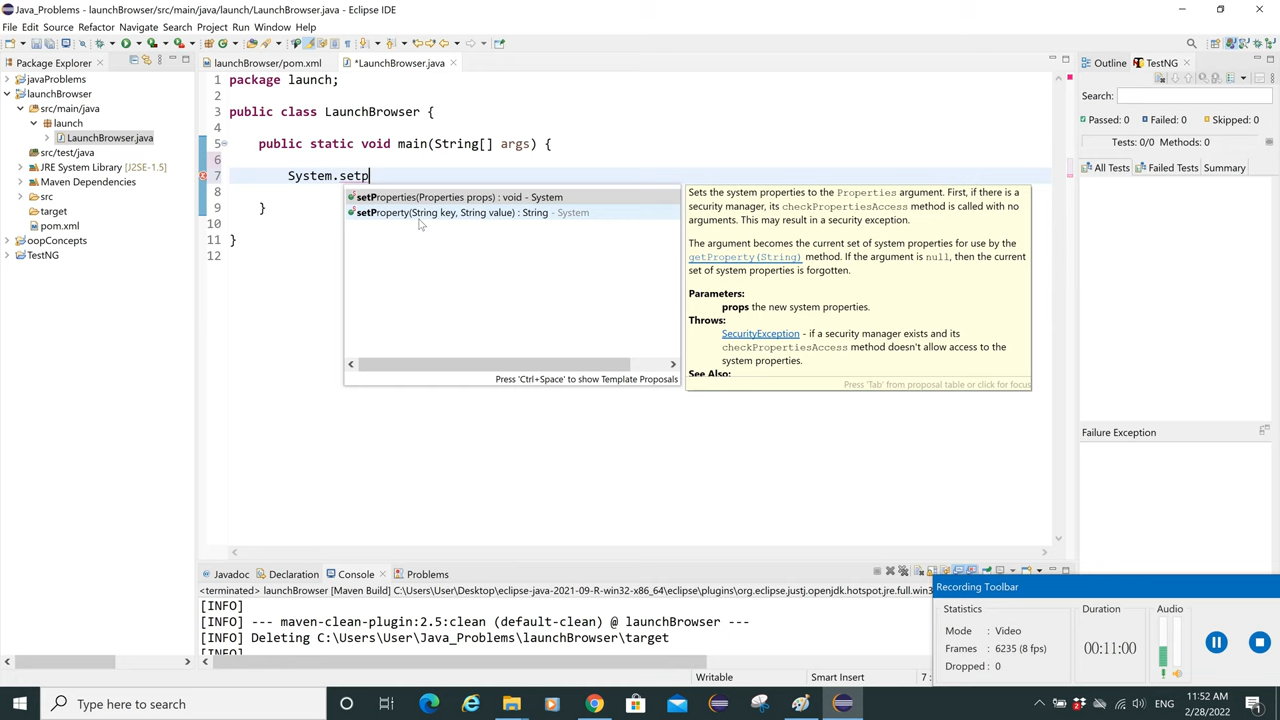 Java_Problems - launchBrowser/src/main/java/launch/LaunchBrowser.java - Eclipse IDE
File Edit Source Refactor Navigate Search Project Run Window Help
Package Explorer
launchBrowser/pom.xml
*LaunchBrowser.java
Outline
TestNG
javaProblems
launchBrowser
src/main/java
launch
LaunchBrowser.java
src/test/java
JRE System Library [J2SE-1.5]
Maven Dependencies
src
target
pom.xml
oopConcepts
TestNG
1 package launch;
2
3 public class LaunchBrowser {
4
5 public static void main(String[] args) {
6
7 System.setp
8
9 }
10
11 }
12
setProperties(Properties props) : void - System
setProperty(String key, String value) : String - System
Press 'Ctrl+Space' to show Template Proposals
Sets the system properties to the Properties argument. First, if there is
a security manager, its checkPropertiesAccess method is called with no
arguments. This may result in a security exception.
The argument becomes the current set of system properties for use by the
getProperty(String) method. If the argument is null, then the current
set of system properties is forgotten.
Parameters:
props the new system properties.
Throws:
SecurityException - if a security manager exists and its
checkPropertiesAccess method doesn't allow access to the
system properties.
See Also:
Press 'Tab' from proposal table or click for focus
Search:
Passed: 0 Failed: 0 Skipped: 0
Tests: 0/0 Methods: 0
All Tests Failed Tests Summary
Failure Exception
Javadoc Declaration Console Problems
<terminated> launchBrowser [Maven Build] C:\Users\User\Desktop\eclipse-java-2021-09-R-win32-x86_64\eclipse\plugins\org.eclipse.justj.openjdk.hotspot.jre.full.win3
[INFO]
[INFO] --- maven-clean-plugin:2.5:clean (default-clean) @ launchBrowser ---
[INFO] Deleting C:\Users\User\Java_Problems\launchBrowser\target
[INFO]
Recording Toolbar
Statistics
Duration
Audio
Mode : Video
Frames : 6235 (8 fps)
Dropped : 0
00:11:00
Writable
Smart Insert
7 :
Type here to search
ENG
11:52 AM
2/28/2022